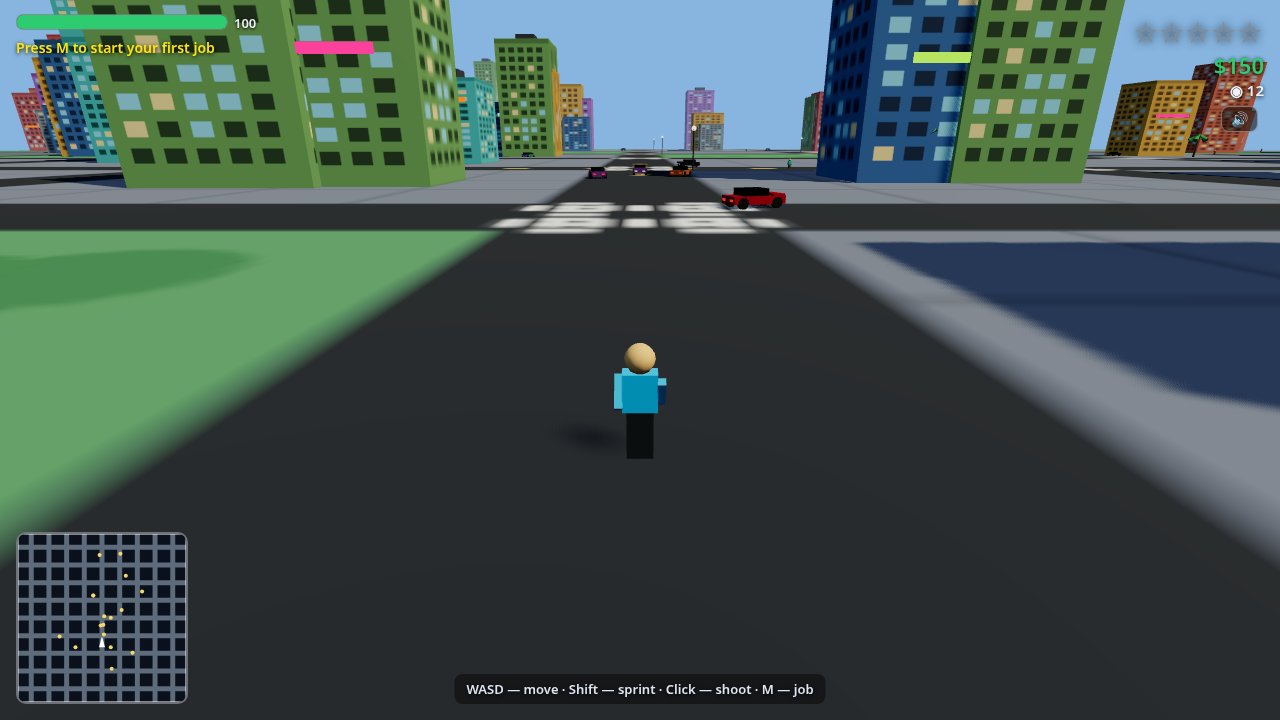 100
Press M to start your first job
$150
12
WASD — move · Shift — sprint · Click — shoot · M — job